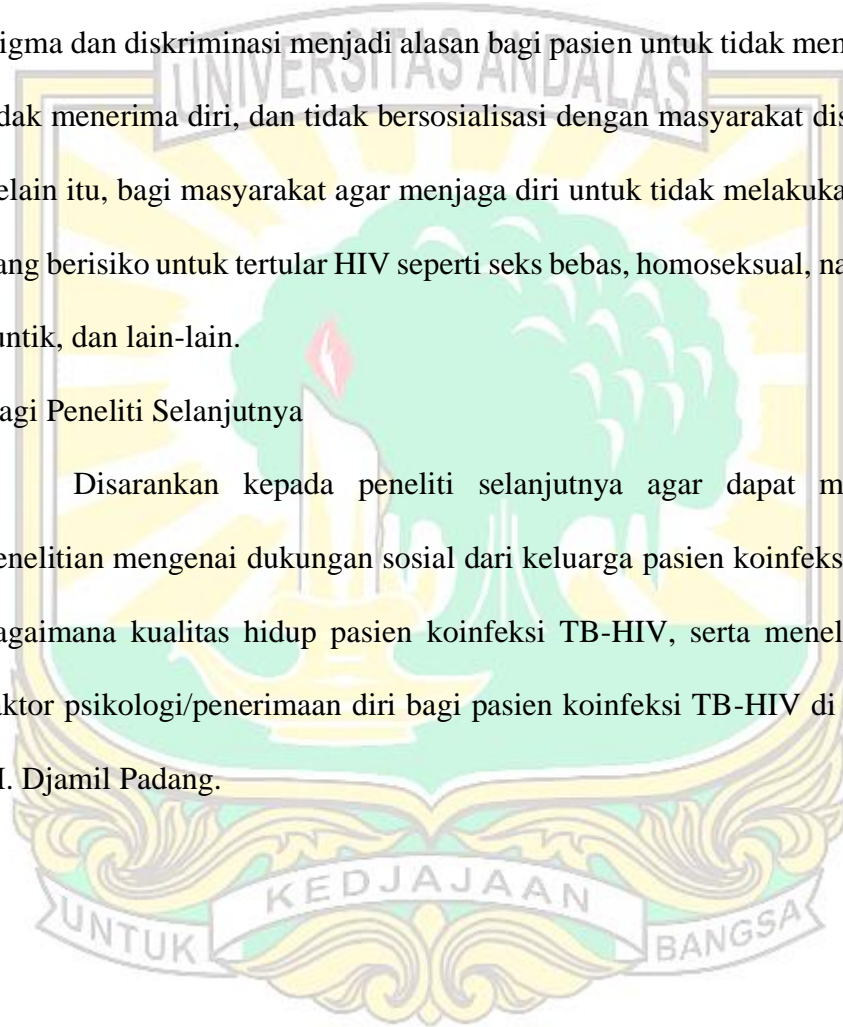 UNIVERSITAS ANDALAS
igma dan diskriminasi menjadi alasan bagi pasien untuk tidak men
dak menerima diri, dan tidak bersosialisasi dengan masyarakat dis
elain itu, bagi masyarakat agar menjaga diri untuk tidak melakuka
ang berisiko untuk tertular HIV seperti seks bebas, homoseksual, na
untik, dan lain-lain.
agi Peneliti Selanjutnya
Disarankan kepada peneliti selanjutnya agar dapat m
enelitian mengenai dukungan sosial dari keluarga pasien koinfeks
agaimana kualitas hidup pasien koinfeksi TB-HIV, serta menel
aktor psikologi/penerimaan diri bagi pasien koinfeksi TB-HIV di
I. Djamil Padang.
UNTUK KEDJAJAAN BANGSA